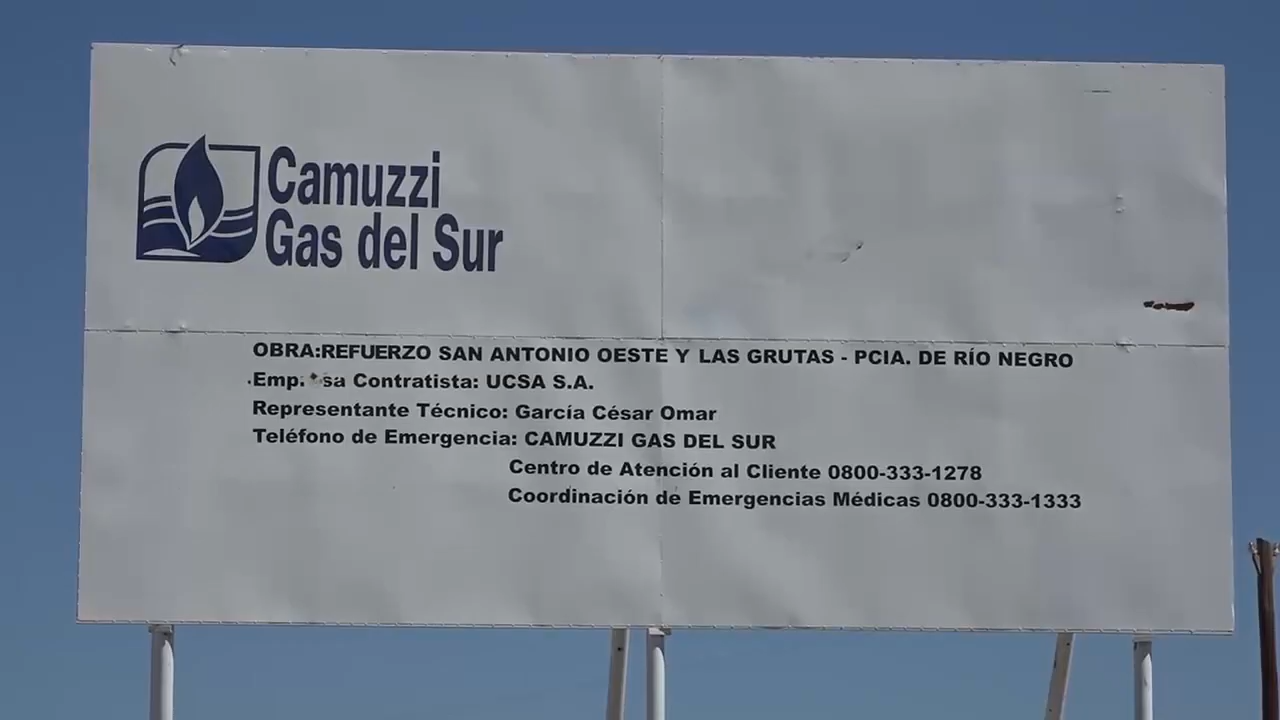 Camuzzi
Gas del Sur
OBRA:REFUERZO SAN ANTONIO OESTE Y LAS GRUTAS - PCIA. DE RÍO NEGRO
Contratista: UCSA S.A.
Representante Técnico: García César Omar
Teléfono de Emergencia: CAMUZZI GAS DEL SUR
Centro de Atención al Cliente 0800-333-1278
Coordinación de Emergencias Médicas 0800-333-1333